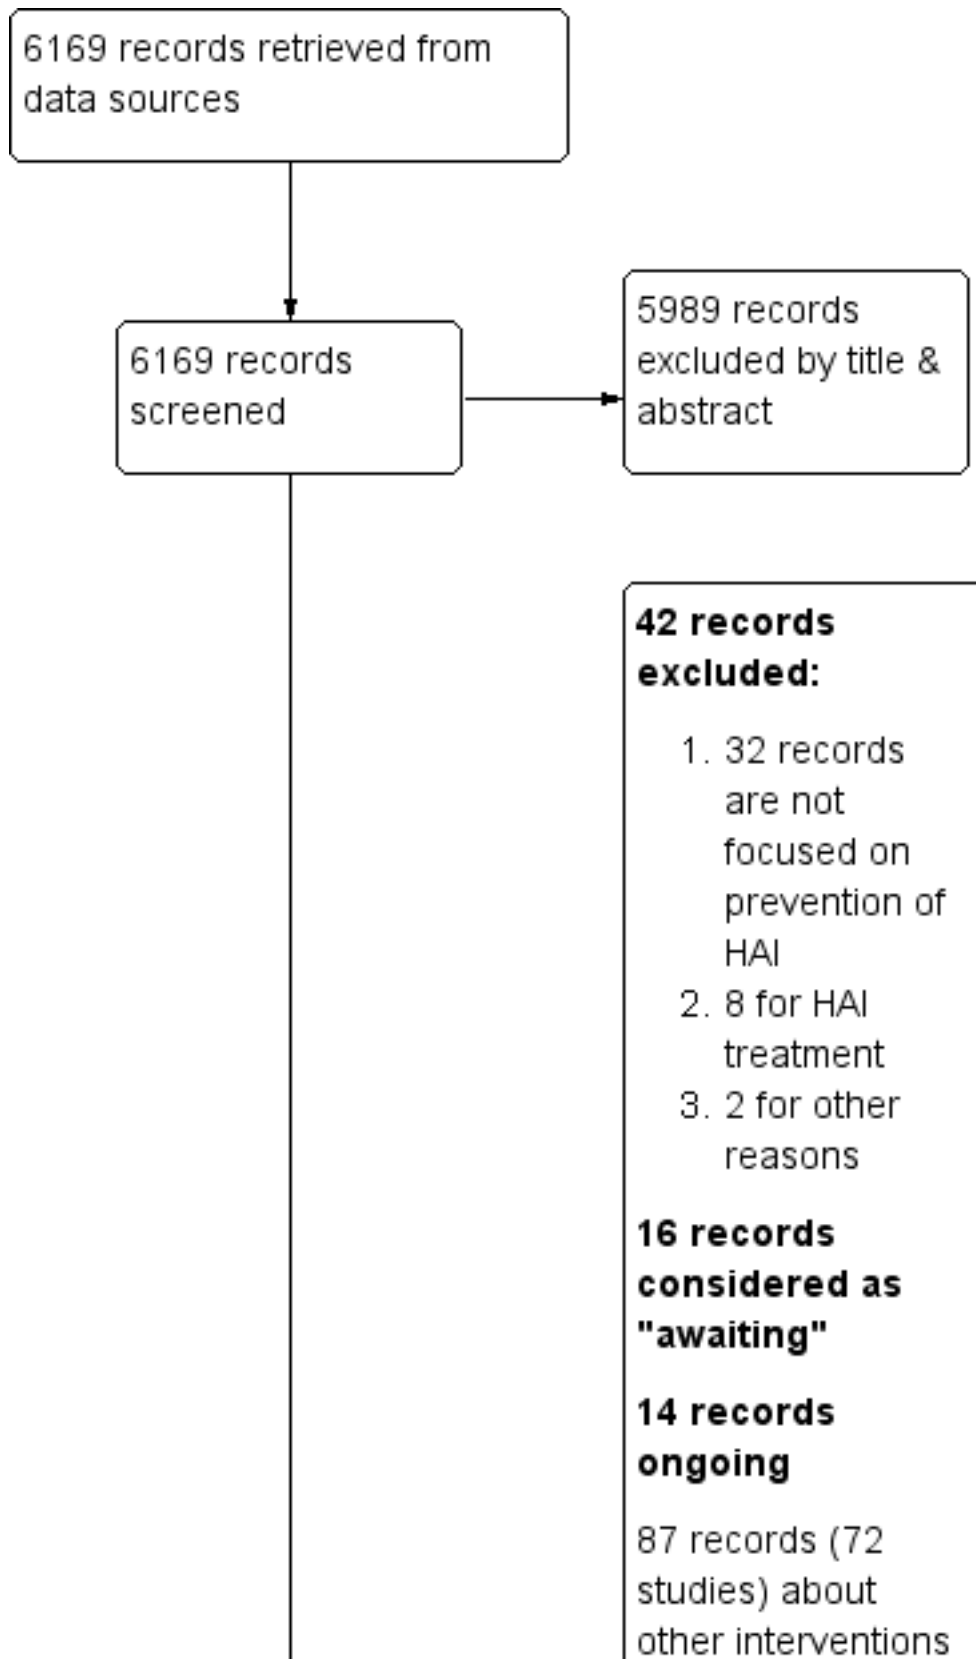 6169 records retrieved from
data sources
6169 records
screened
5989 records
excluded by title &
abstract
42 records
excluded:
1. 32 records
are not
focused on
prevention of
HAI
2. 8 for HAI
treatment
3. 2 for other
reasons
16 records
considered as
"awaiting"
14 records
ongoing
87 records (72
studies) about
other interventions